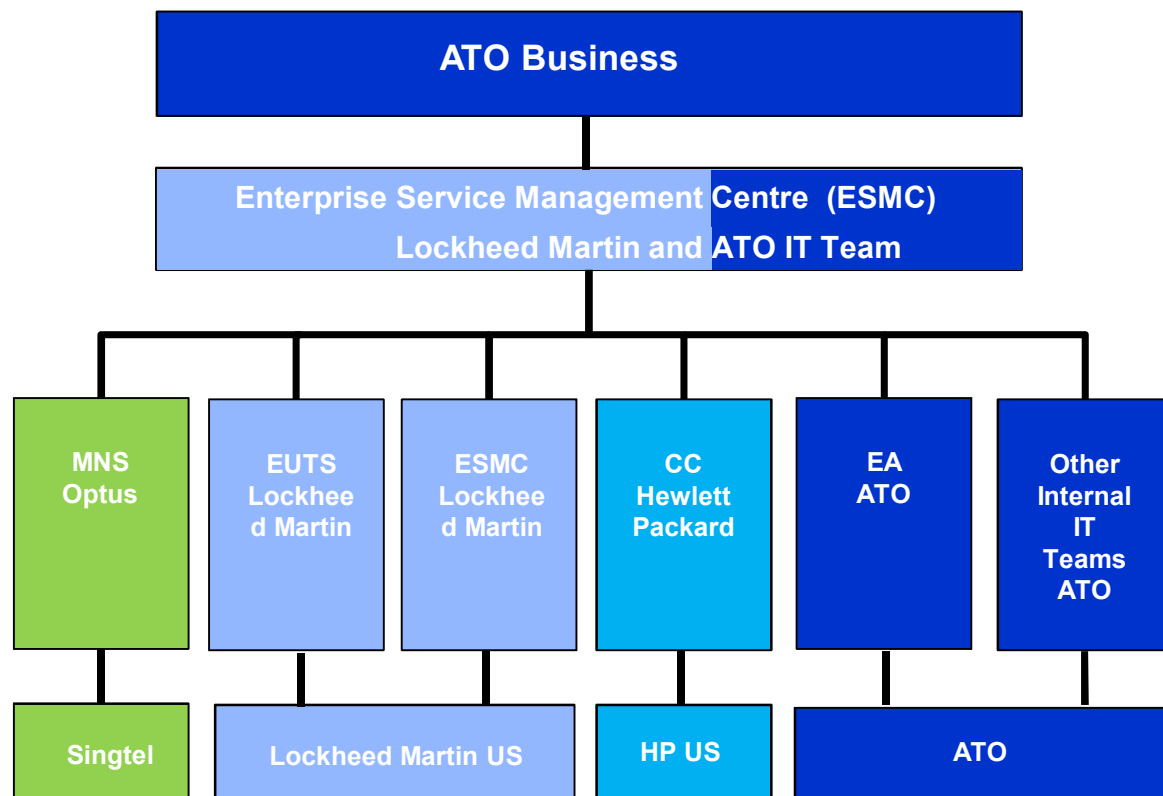 ATO Business
Enterprise Service Management Centre (ESMC)
Lockheed Martin and ATO IT Team
MNS
Optus
EUTS
Lockhee
d Martin
ESMC
Lockhee
d Martin
CC
Hewlett
Packard
EA
ATO
Other
Internal
IT
Teams
ATO
Singtel
Lockheed Martin US
HP US
ATO